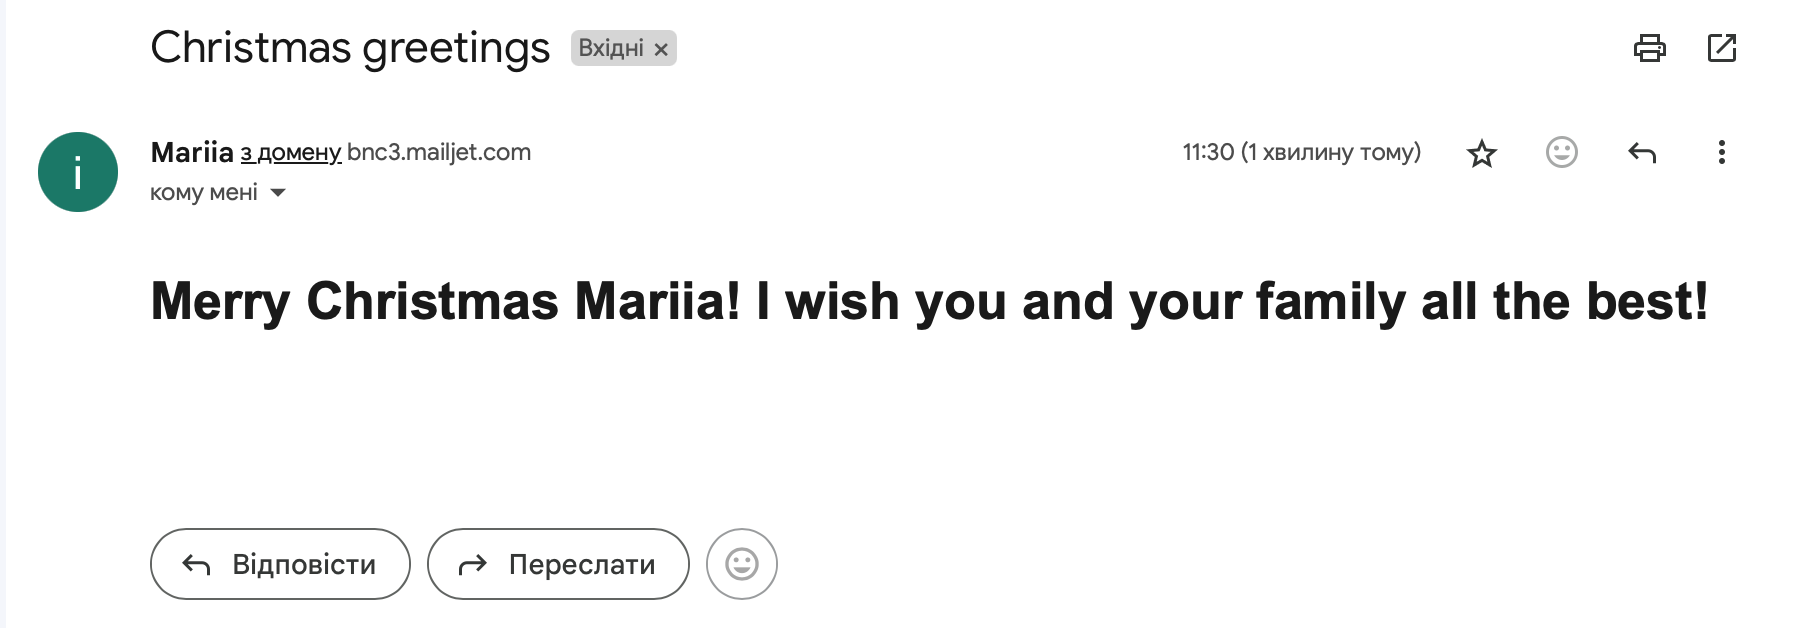 Christmas greetings Вхідні ×
i
Mariia з домену bnc3.mailjet.com 11:30 (1 хвилину тому)
кому мені
Merry Christmas Mariia! I wish you and your family all the best!
Відповісти Переслати